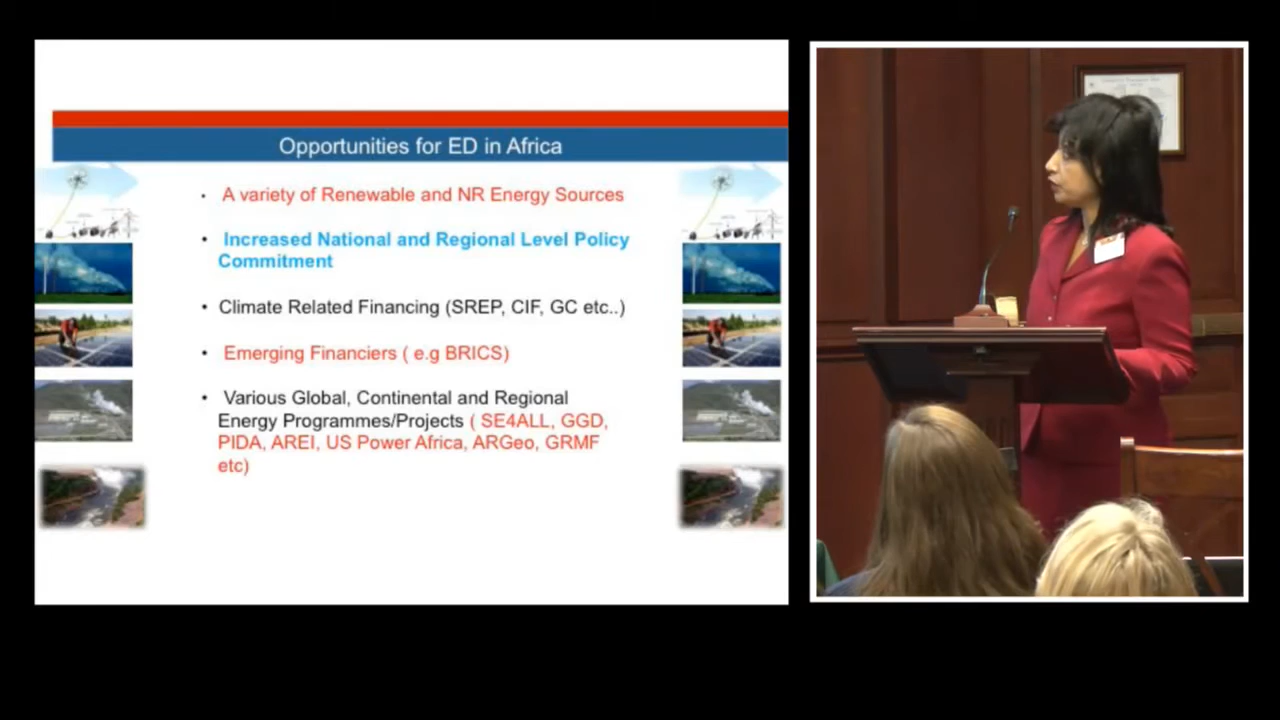 Opportunities for ED in Africa
• A variety of Renewable and NR Energy Sources
• Increased National and Regional Level Policy
Commitment
• Climate Related Financing (SREP, CIF, GC etc..)
• Emerging Financiers ( e.g BRICS)
• Various Global, Continental and Regional
Energy Programmes/Projects ( SE4ALL, GGD,
PIDA, AREI, US Power Africa, ARGeo, GRMF
etc)